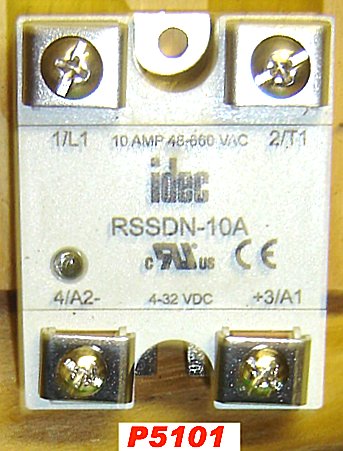 1/L1 10 AMP 48-660 VAC 2/T1
idec
RSSDN-10A
c RU US CE
4/A2- 4-32 VDC +3/A1
P5101